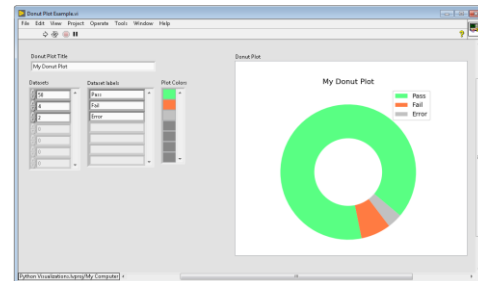 Donut Plot Example.vi
File Edit View Project Operate Tools Window Help
Donut Plot Title
My Donut Plot
Datasets
Dataset labels
Plot Colors
Pass
4
Fail
2
Error
0
0
0
0
Donut Plot
My Donut Plot
Pass
Fail
Error
Python Visualizations.lvproj/My Computer